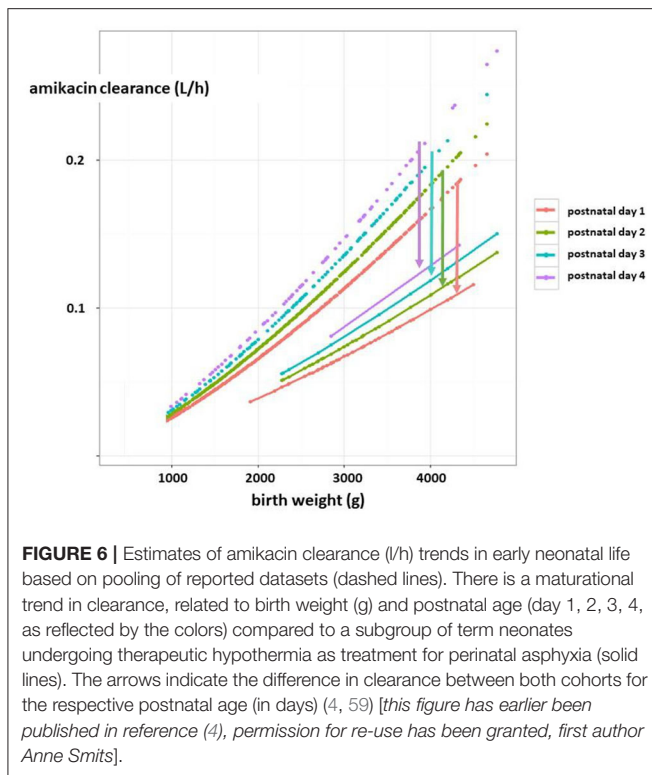 amikacin clearance (L/h)
0.2
0.1
1000 2000 3000 4000
birth weight (g)
postnatal day 1
postnatal day 2
postnatal day 3
postnatal day 4
FIGURE 6 | Estimates of amikacin clearance (l/h) trends in early neonatal life
based on pooling of reported datasets (dashed lines). There is a maturational
trend in clearance, related to birth weight (g) and postnatal age (day 1, 2, 3, 4,
as reflected by the colors) compared to a subgroup of term neonates
undergoing therapeutic hypothermia as treatment for perinatal asphyxia (solid
lines). The arrows indicate the difference in clearance between both cohorts for
the respective postnatal age (in days) (4, 59) [this figure has earlier been
published in reference (4), permission for re-use has been granted, first author
Anne Smits].